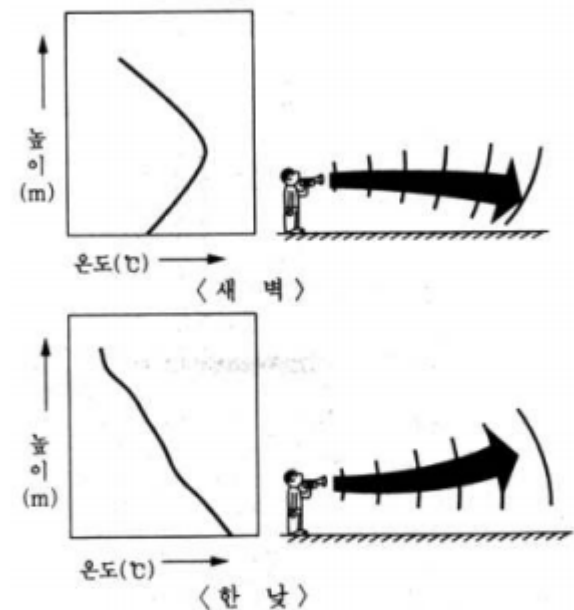 높이
(m)
온도(℃)
〈새 벽〉
높이
(m)
온도(℃)
〈한 낮〉